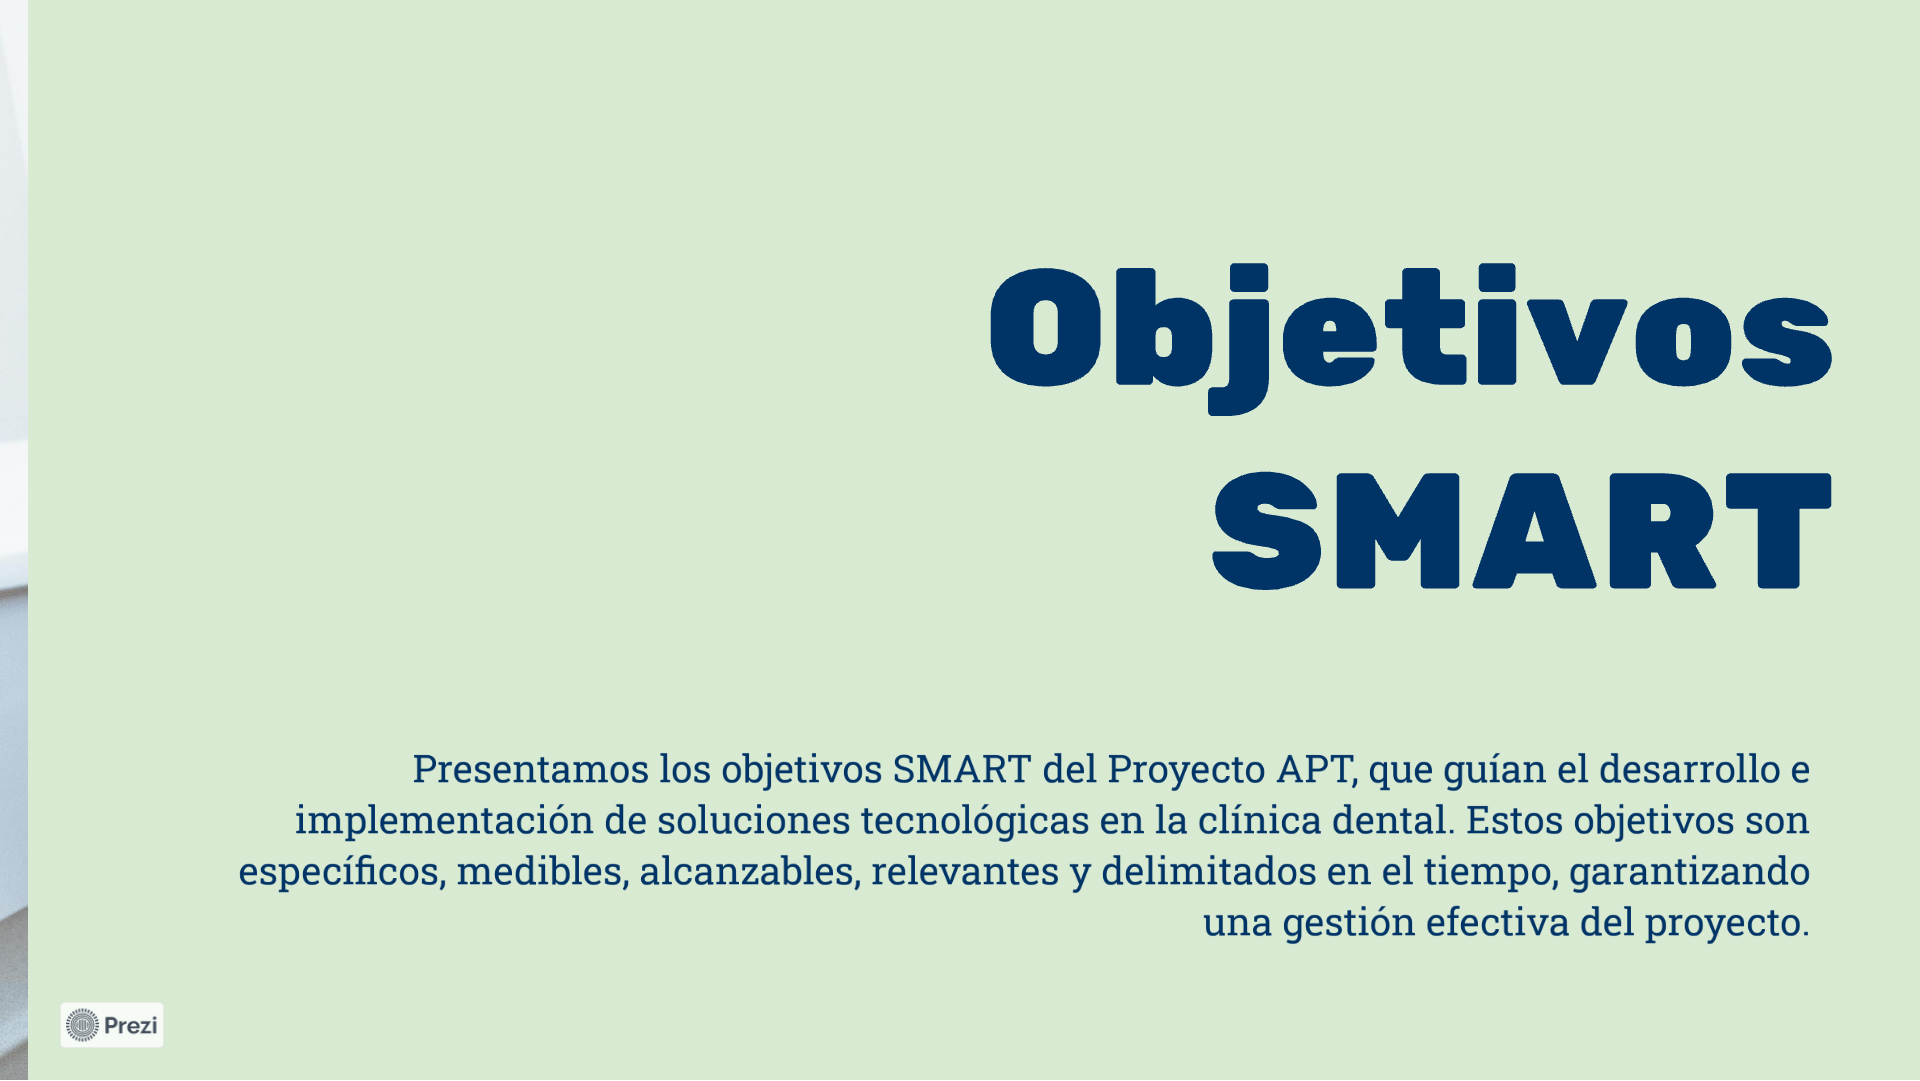 Objetivos
SMART
Presentamos los objetivos SMART del Proyecto APT, que guían el desarrollo e
implementación de soluciones tecnológicas en la clínica dental. Estos objetivos son
específicos, medibles, alcanzables, relevantes y delimitados en el tiempo, garantizando
una gestión efectiva del proyecto.
Prezi